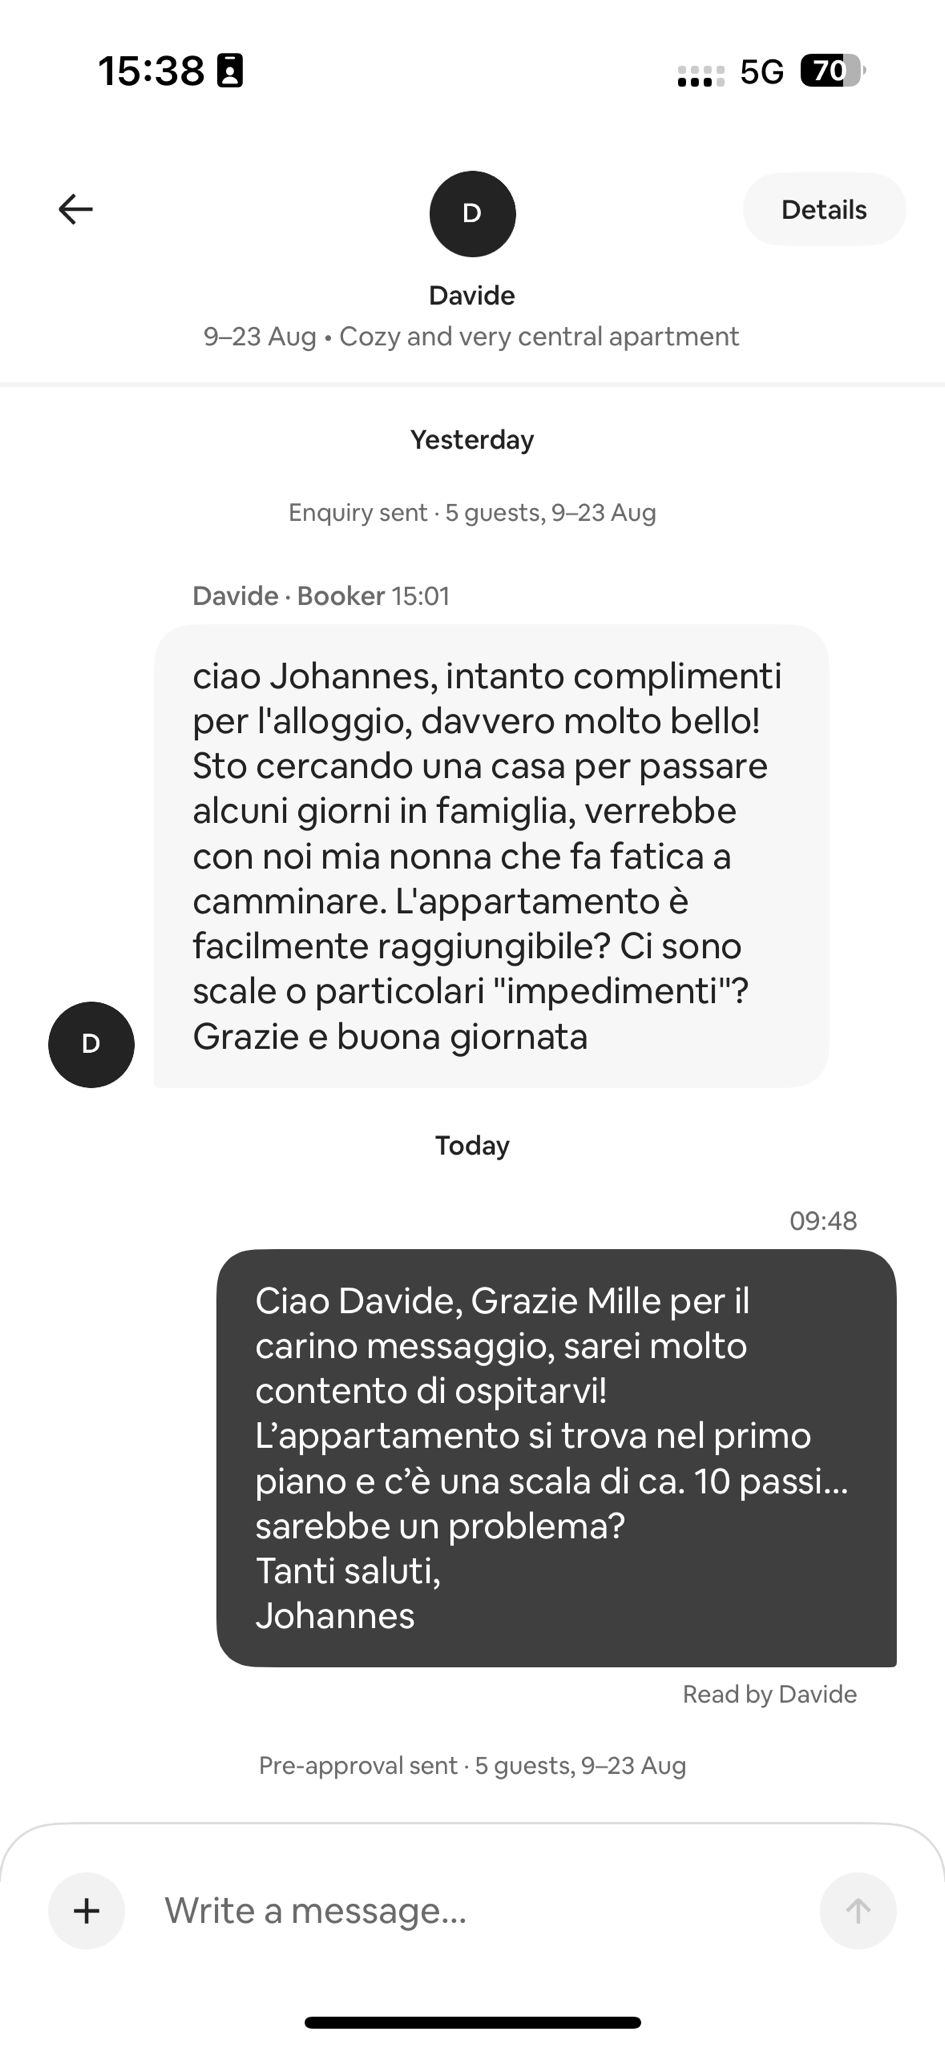 15:38
5G
70
D
Details
Davide
9–23 Aug • Cozy and very central apartment
Yesterday
Enquiry sent · 5 guests, 9–23 Aug
Davide · Booker 15:01
ciao Johannes, intanto complimenti
per l'alloggio, davvero molto bello!
Sto cercando una casa per passare
alcuni giorni in famiglia, verrebbe
con noi mia nonna che fa fatica a
camminare. L'appartamento è
facilmente raggiungibile? Ci sono
scale o particolari "impedimenti"?
Grazie e buona giornata
D
Today
09:48
Ciao Davide, Grazie Mille per il
carino messaggio, sarei molto
contento di ospitarvi!
L’appartamento si trova nel primo
piano e c’è una scala di ca. 10 passi...
sarebbe un problema?
Tanti saluti,
Johannes
Read by Davide
Pre-approval sent · 5 guests, 9–23 Aug
Write a message...